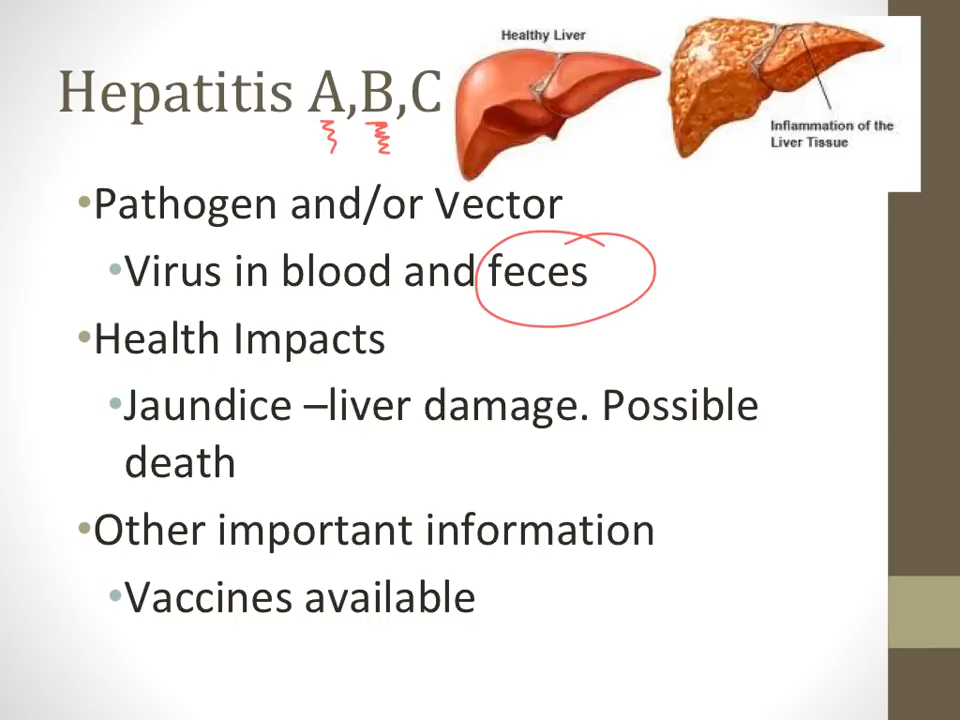 Healthy Liver
Hepatitis A,B,C
Inflammation of the
Liver Tissue
•Pathogen and/or Vector
•Virus in blood and feces
•Health Impacts
•Jaundice –liver damage. Possible
death
•Other important information
•Vaccines available